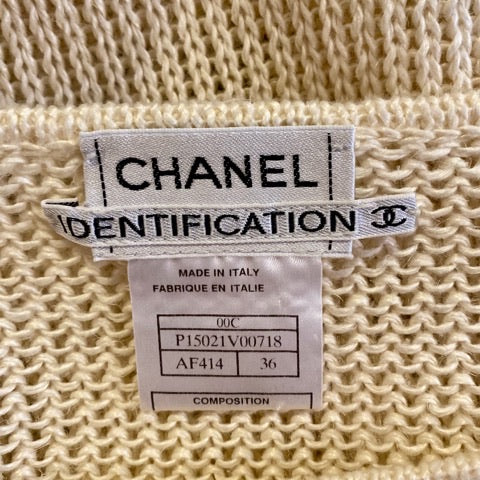 CHANEL
IDENTIFICATION
MADE IN ITALY
FABRIQUE EN ITALIE
00C
P15021V00718
AF414 36
COMPOSITION